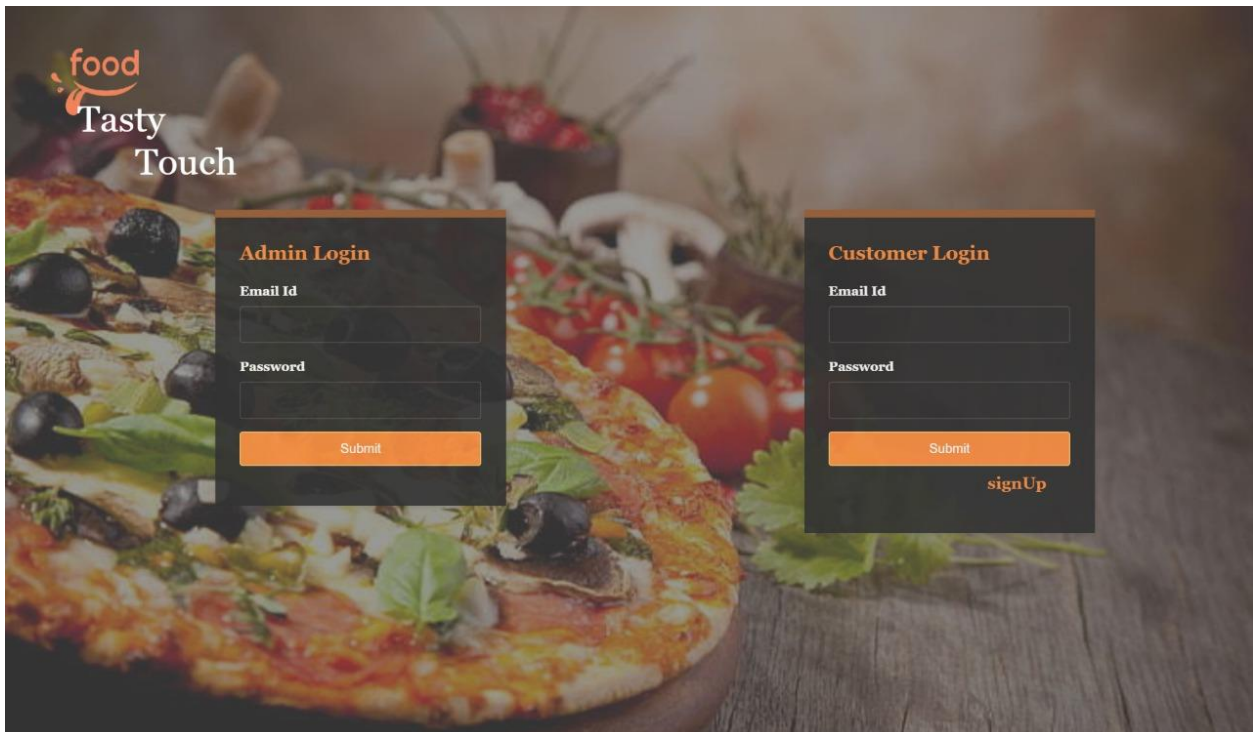 food
Tasty
Touch
Admin Login
Email Id
Password
Submit
Customer Login
Email Id
Password
Submit
signUp